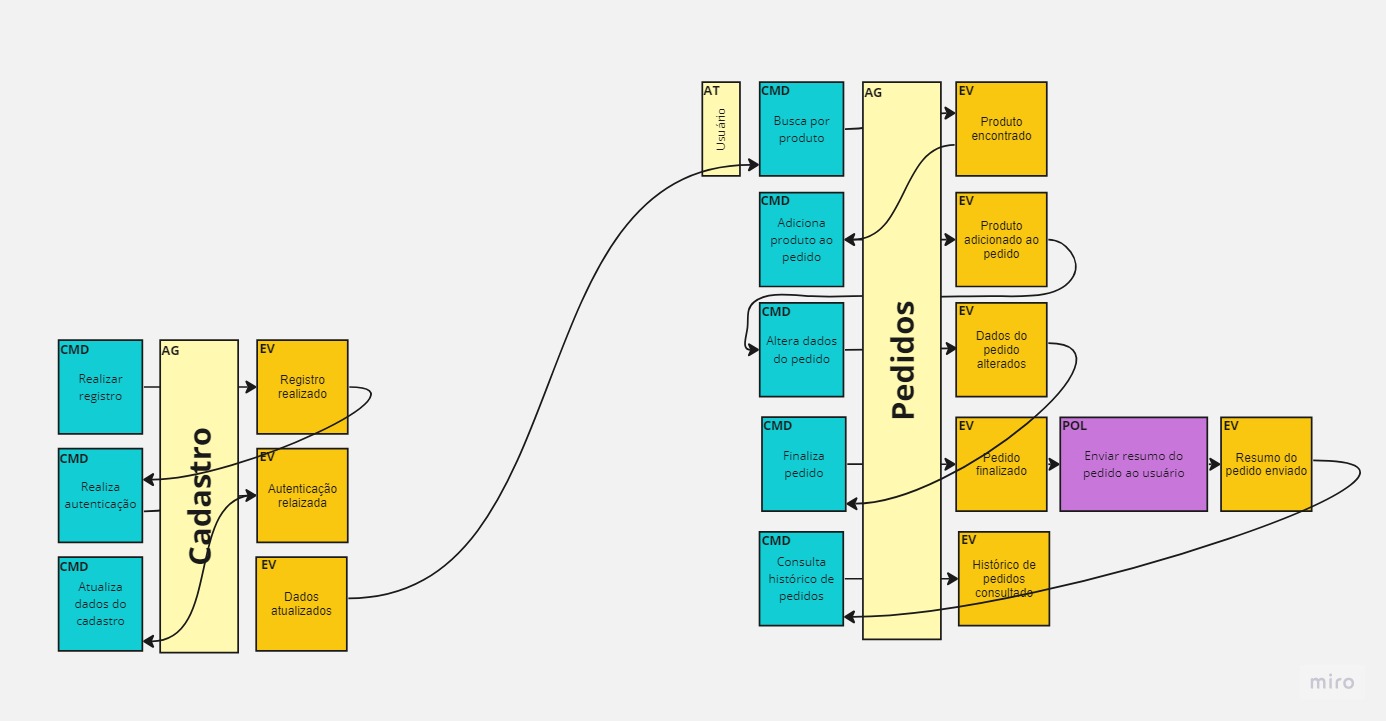 CMD
Realizar
registro
AG
Cadastro
EV
Registro
realizado
CMD
Realiza
autenticação
EV
Autenticação
relaizada
CMD
Atualiza
dados do
cadastro
EV
Dados
atualizados
AT
Usuário
CMD
Busca por
produto
AG
Pedidos
EV
Produto
encontrado
CMD
Adiciona
produto ao
pedido
EV
Produto
adicionado ao
pedido
CMD
Altera dados
do pedido
EV
Dados do
pedido
alterados
CMD
Finaliza
pedido
EV
Pedido
finalizado
POL
Enviar resumo do
pedido ao usuário
EV
Resumo do
pedido enviado
CMD
Consulta
histórico de
pedidos
EV
Histórico de
pedidos
consultado
miro